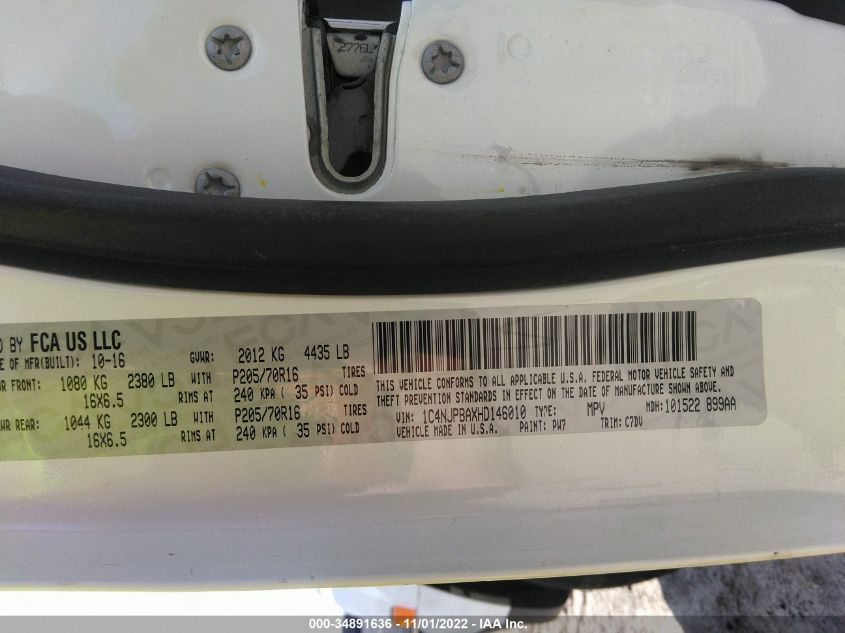 2776L
D BY FCA US LLC
E OF MFR(BUILT): 10-16 GVWR: 2012 KG 4435 LB
WR FRONT: 1080 KG 2380 LB WITH P205/70R16 TIRES
16X6.5 RIMS AT 240 KPA ( 35 PSI) COLD
WR REAR: 1044 KG 2300 LB WITH P205/70R16 TIRES
16X6.5 RIMS AT 240 KPA ( 35 PSI) COLD
THIS VEHICLE CONFORMS TO ALL APPLICABLE U.S.A. FEDERAL MOTOR VEHICLE SAFETY AND
THEFT PREVENTION STANDARDS IN EFFECT ON THE DATE OF MANUFACTURE SHOWN ABOVE.
VIN: 1C4NJPBAXHD146010 TYPE: MPV MDH:101522 899AA
VEHICLE MADE IN U.S.A. PAINT: PW7 TRIM: C7DV
000-34891636 - 11/01/2022 - IAA Inc.